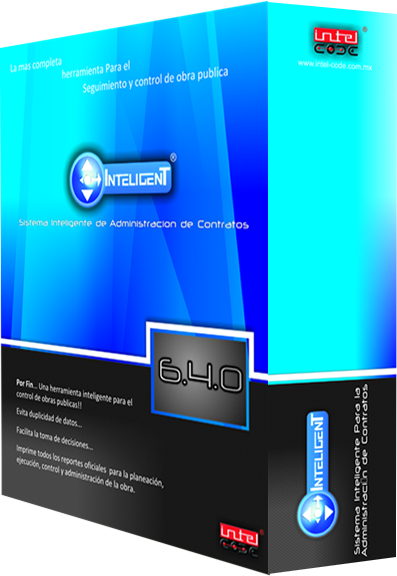 La mas completa
herramienta Para el
Seguimiento y control de obra publica
CH INTELIGENT ®
Sistema Inteligente de Administracion de Contratos
6.4.0
Por Fin... Una herramienta inteligente para el
control de obras publicas!!
Evita duplicidad de datos...
Facilita la toma de decisiones...
Imprime todos los reportes oficiales para la planeación,
ejecución, control y administración de la obra.
intel
CODE
intel
CODE
www.intel-code.com.mx
CH INTELIGENT
Sistema Inteligente Para la
Administracin de Contratos